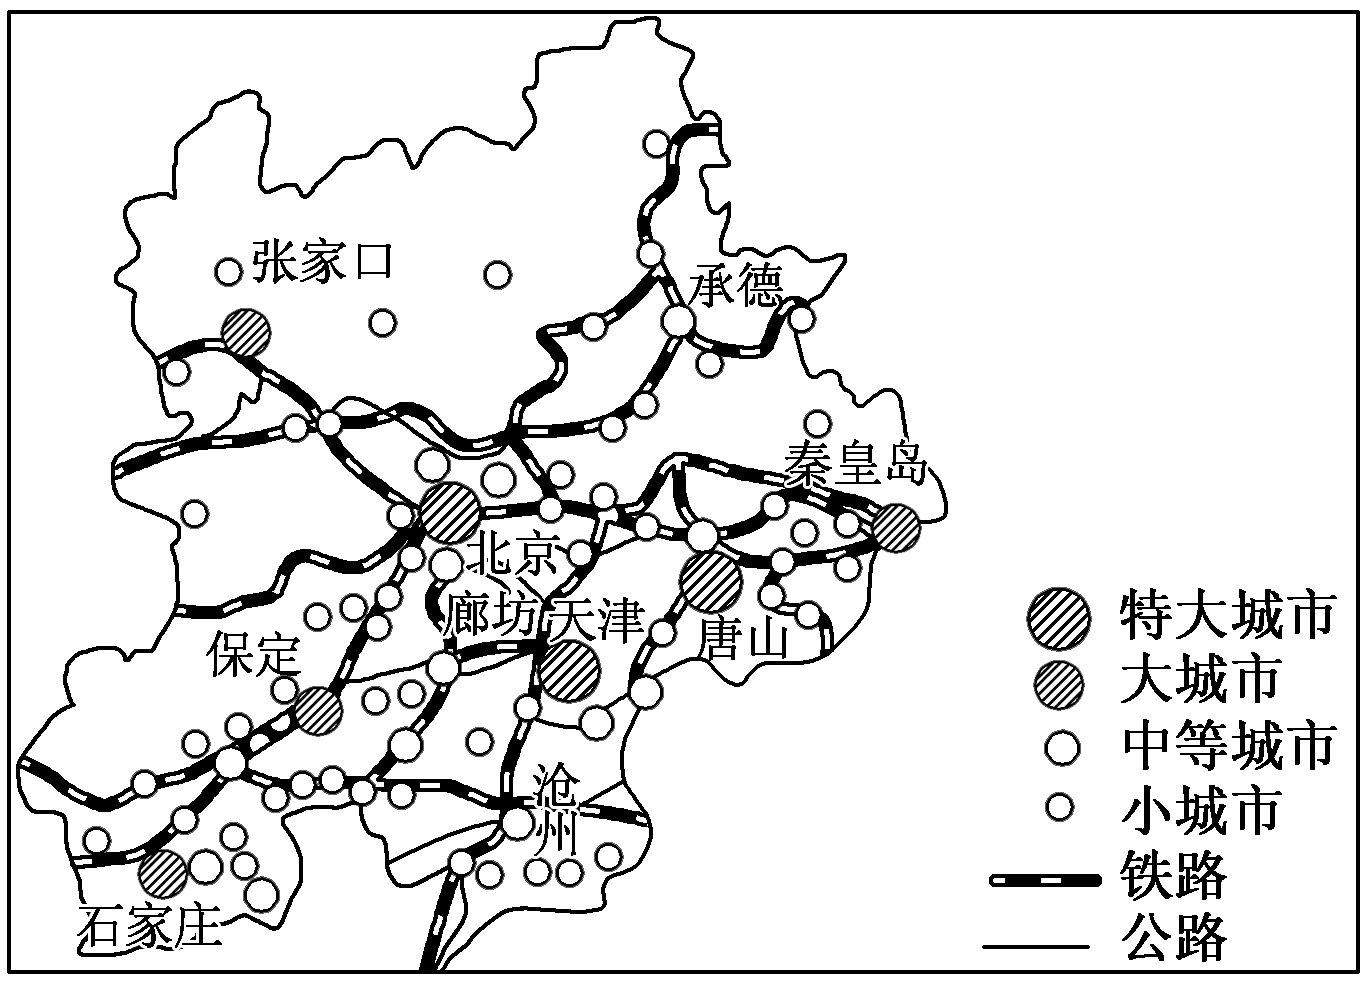 张家口
承德
秦皇岛
北京
廊坊
天津
唐山
保定
沧州
石家庄
特大城市
大城市
中等城市
小城市
铁路
公路